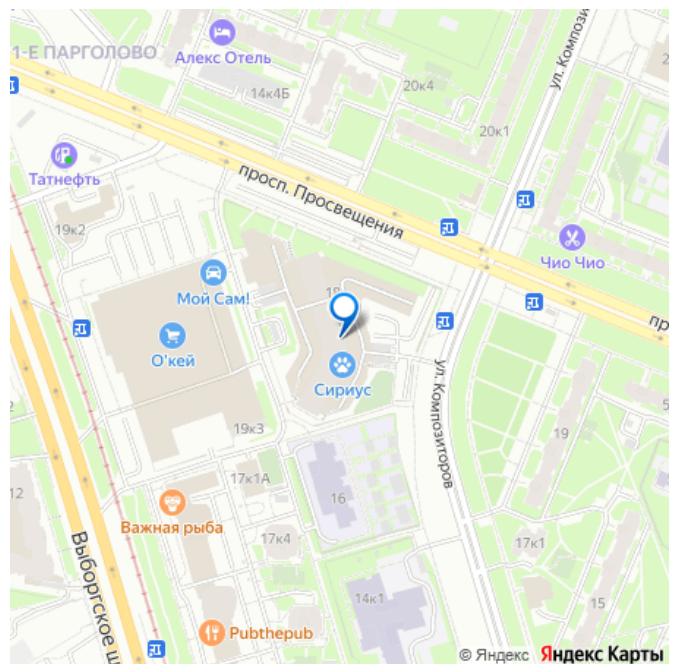 1-Е ПАРГОЛОВО
Алекс Отель
14к4Б
20к4
ул. Компози
20к1
Татнефть
просп. Просвещения
19к2
Чио Чио
Мой Сам!
18
О'кей
Сириус
пр
ул. Композиторов
19к3
19
17к1А
16
12
Важная рыба
17к4
17к1
Выборгское ш
14к1
15
Pubthepub
© Яндекс Яндекс Карты